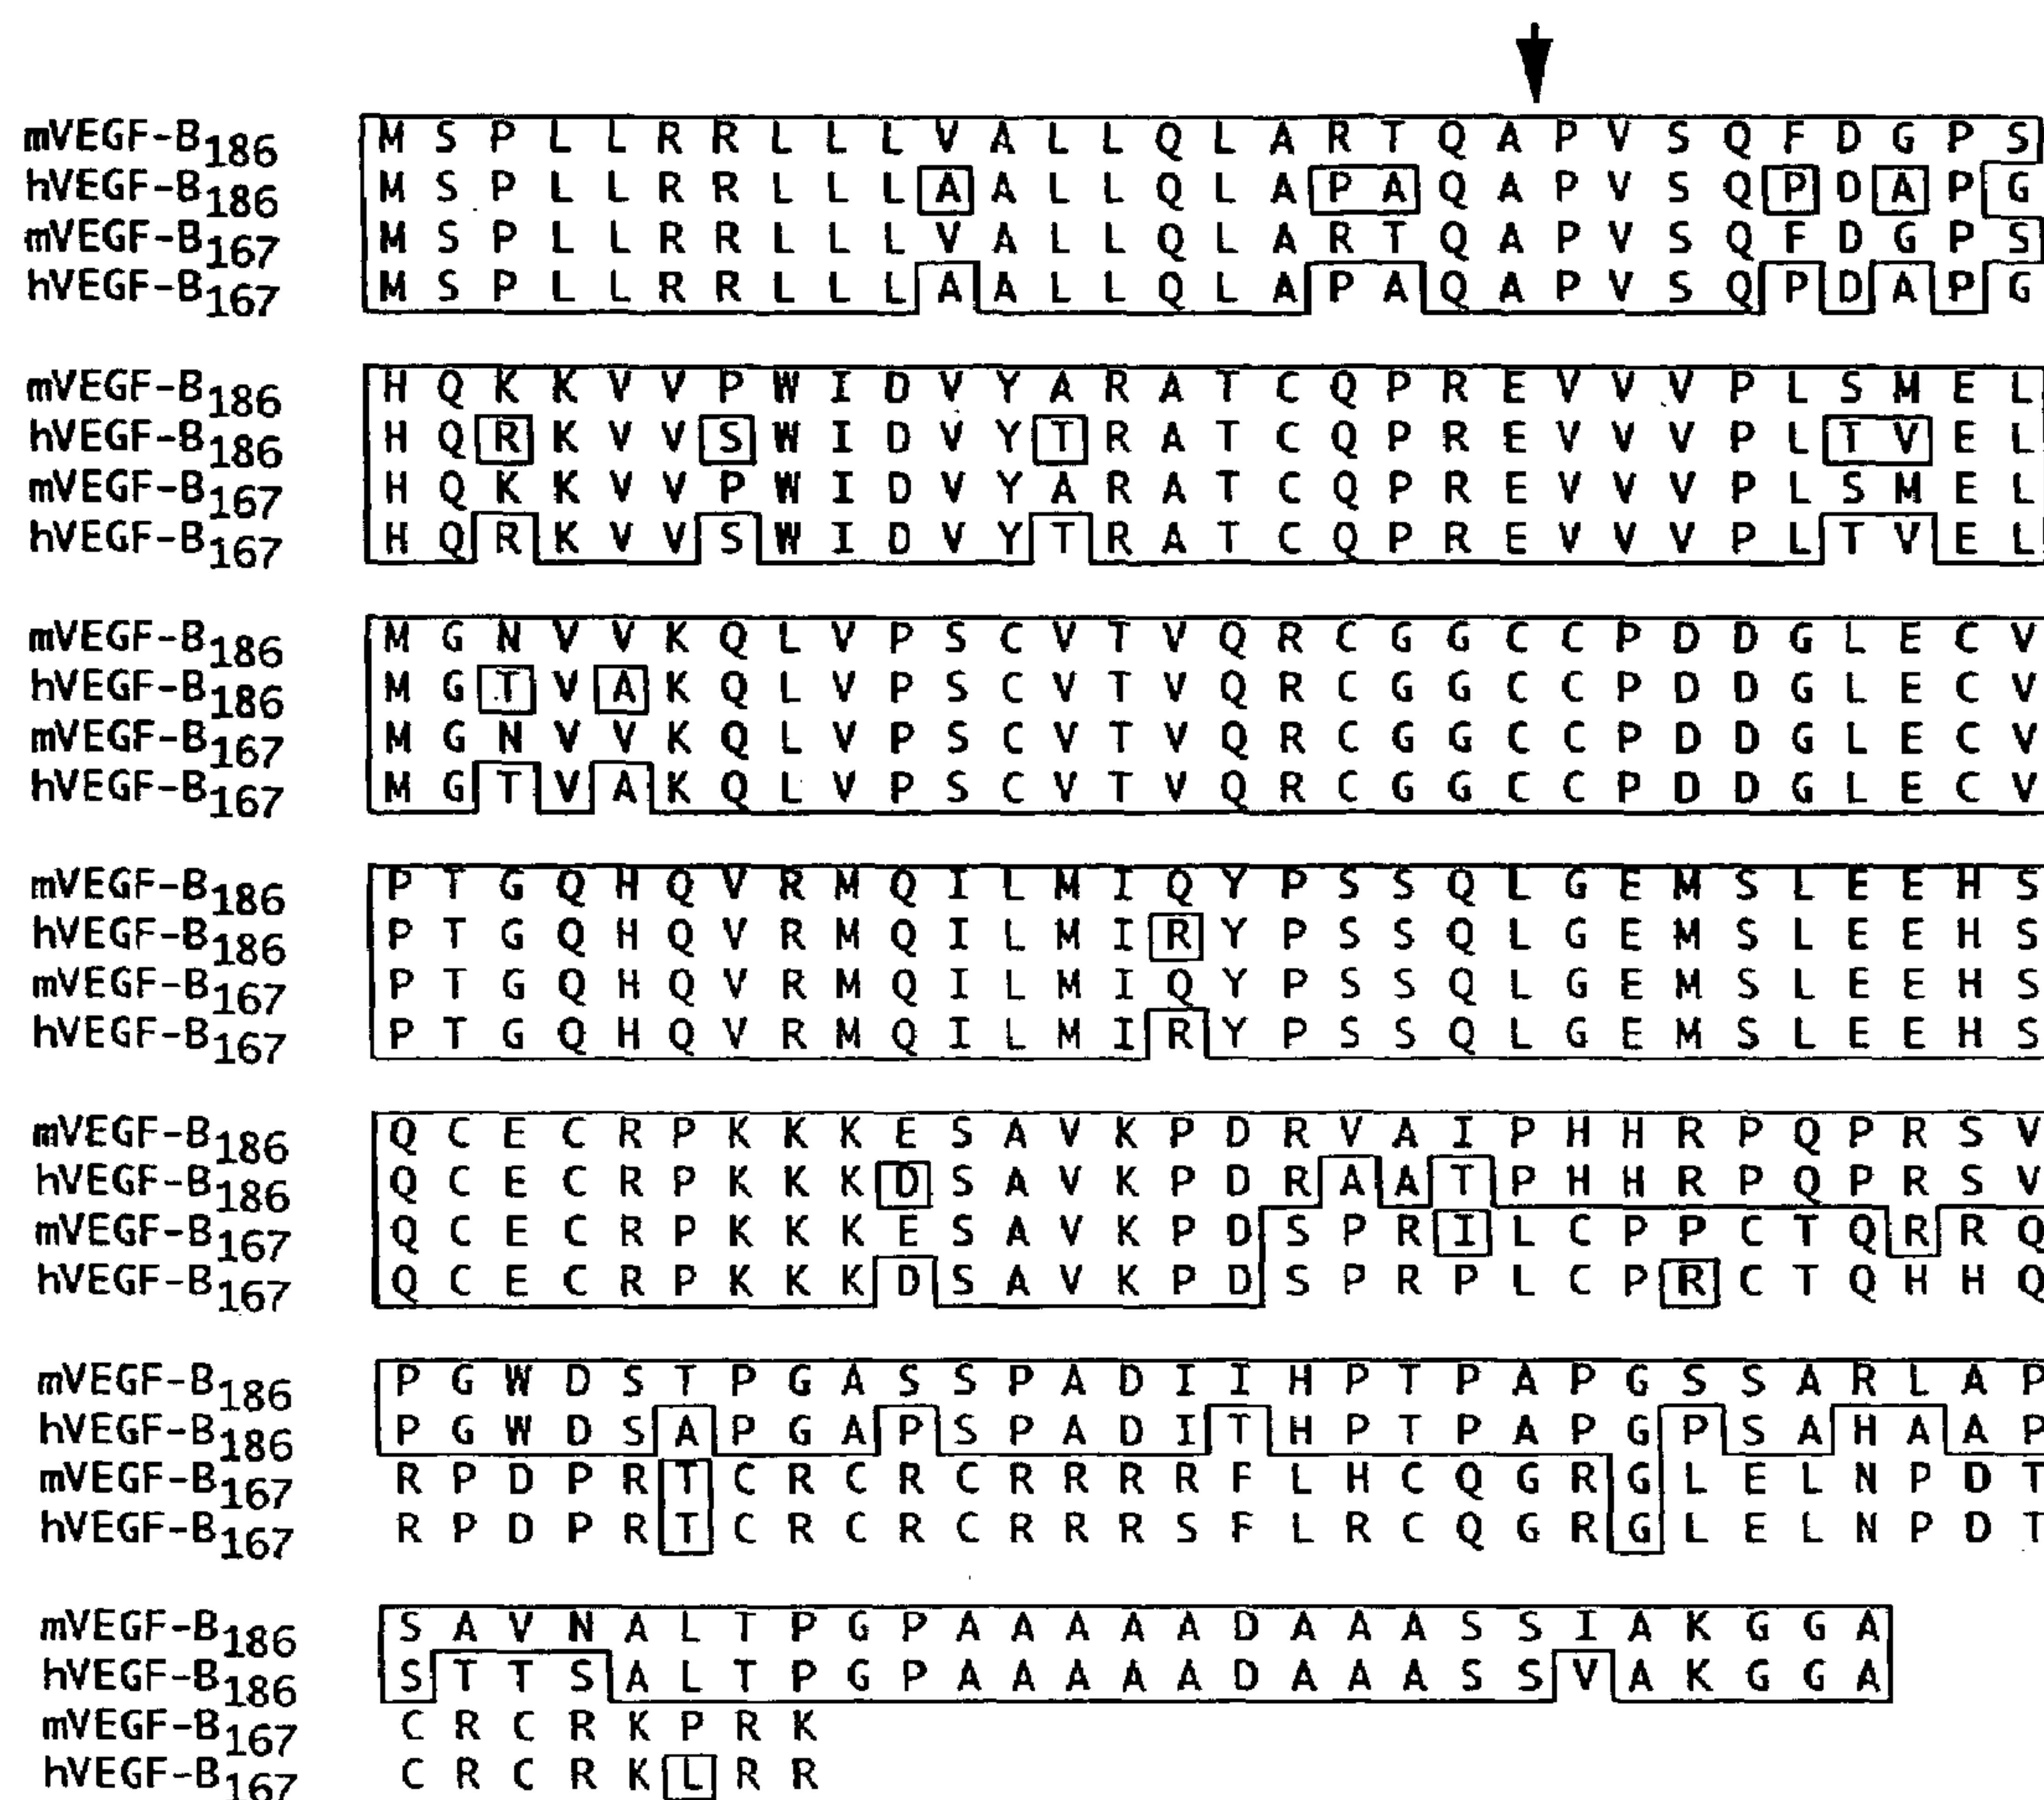 mVEGF-B186 M S P L L R R L L L V A L L Q L A R T Q A P V S Q F D G P S
hVEGF-B186 M S P L L R R L L L A A L L Q L A P A Q A P V S Q P D A P G
mVEGF-B167 M S P L L R R L L L V A L L Q L A R T Q A P V S Q F D G P S
hVEGF-B167 M S P L L R R L L L A A L L Q L A P A Q A P V S Q P D A P G
mVEGF-B186 H Q K K V V P W I D V Y A R A T C Q P R E V V V P L S M E L
hVEGF-B186 H Q R K V V S W I D V Y T R A T C Q P R E V V V P L T V E L
mVEGF-B167 H Q K K V V P W I D V Y A R A T C Q P R E V V V P L S M E L
hVEGF-B167 H Q R K V V S W I D V Y T R A T C Q P R E V V V P L T V E L
mVEGF-B186 M G N V V K Q L V P S C V T V Q R C G G C C P D D G L E C V
hVEGF-B186 M G T V A K Q L V P S C V T V Q R C G G C C P D D G L E C V
mVEGF-B167 M G N V V K Q L V P S C V T V Q R C G G C C P D D G L E C V
hVEGF-B167 M G T V A K Q L V P S C V T V Q R C G G C C P D D G L E C V
mVEGF-B186 P T G Q H Q V R M Q I L M I Q Y P S S Q L G E M S L E E H S
hVEGF-B186 P T G Q H Q V R M Q I L M I R Y P S S Q L G E M S L E E H S
mVEGF-B167 P T G Q H Q V R M Q I L M I Q Y P S S Q L G E M S L E E H S
hVEGF-B167 P T G Q H Q V R M Q I L M I R Y P S S Q L G E M S L E E H S
mVEGF-B186 Q C E C R P K K K E S A V K P D R V A I P H H R P Q P R S V
hVEGF-B186 Q C E C R P K K K D S A V K P D R A A T P H H R P Q P R S V
mVEGF-B167 Q C E C R P K K K E S A V K P D S P R I L C P P C T Q R R Q
hVEGF-B167 Q C E C R P K K K D S A V K P D S P R P L C P R C T Q H H Q
mVEGF-B186 P G W D S T P G A S S P A D I I H P T P A P G S S A R L A P
hVEGF-B186 P G W D S A P G A P S P A D I T H P T P A P G P S A H A A P
mVEGF-B167 R P D P R T C R C R C R R R R F L H C Q G R G L E L N P D T
hVEGF-B167 R P D P R T C R C R C R R R S F L R C Q G R G L E L N P D T
mVEGF-B186 S A V N A L T P G P A A A A A D A A A S S I A K G G A
hVEGF-B186 S T T S A L T P G P A A A A A D A A A S S V A K G G A
mVEGF-B167 C R C R K P R K
hVEGF-B167 C R C R K L R R